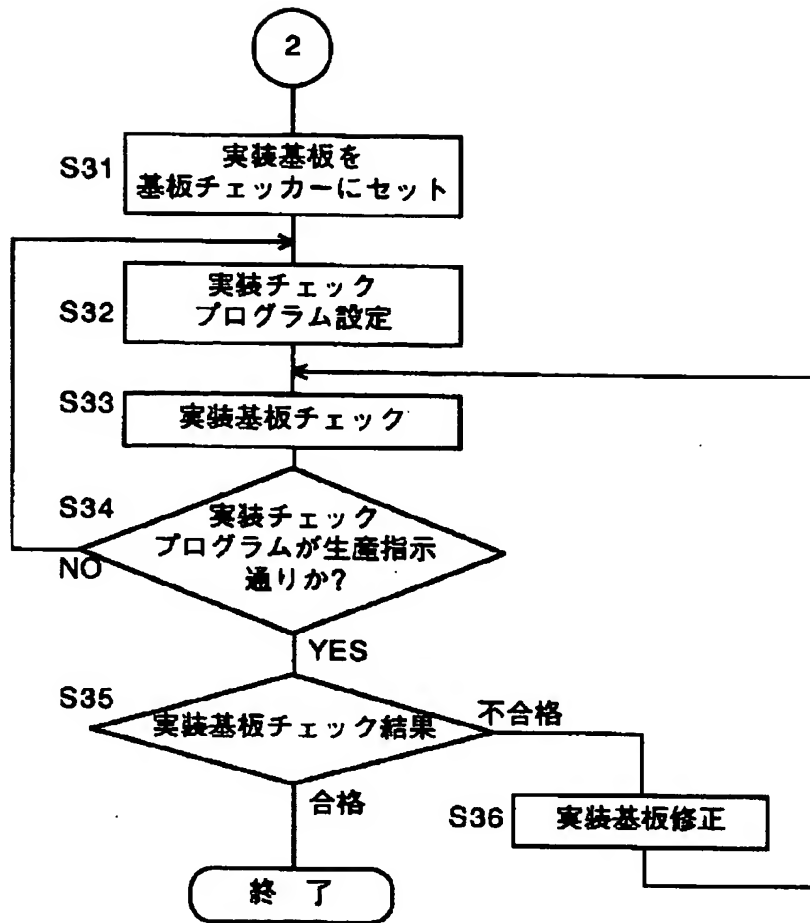 2
S31
実装基板を
基板チェッカーにセット
S32
実装チェック
プログラム設定
S33
実装基板チェック
S34
実装チェック
プログラムが生産指示
通りか?
NO
YES
S35
実装基板チェック結果
不合格
合格
S36
実装基板修正
終 了